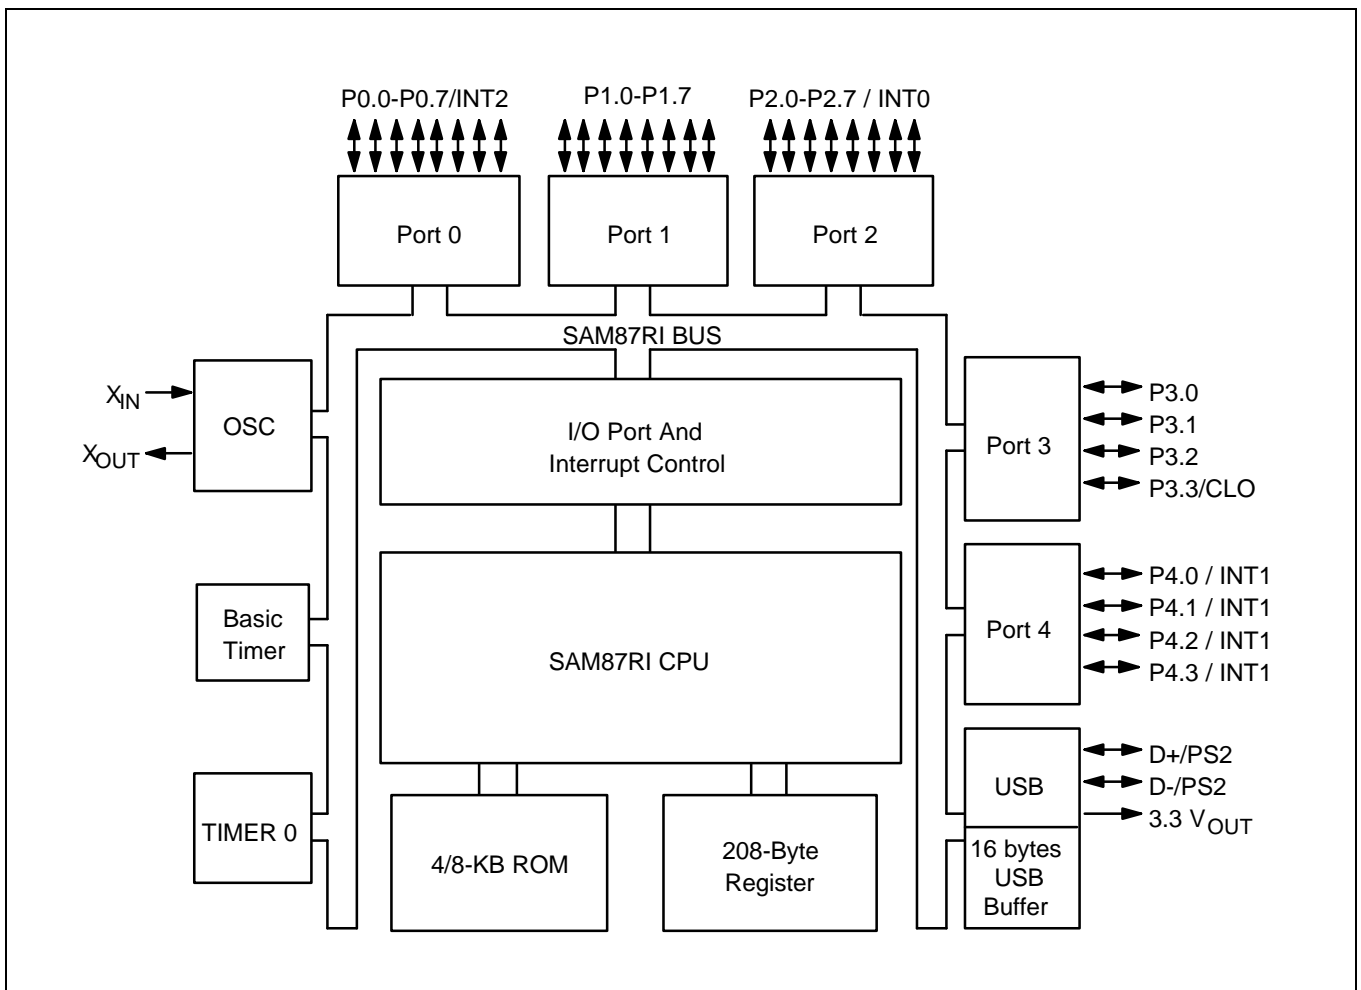 P0.0-P0.7/INT2
P1.0-P1.7
P2.0-P2.7 / INT0
Port 0
Port 1
Port 2
SAM87RI BUS
XIN
XOUT
OSC
I/O Port And
Interrupt Control
Port 3
P3.0
P3.1
P3.2
P3.3/CLO
Basic
Timer
SAM87RI CPU
Port 4
P4.0 / INT1
P4.1 / INT1
P4.2 / INT1
P4.3 / INT1
TIMER 0
4/8-KB ROM
208-Byte
Register
USB
D+/PS2
D-/PS2
3.3 VOUT
16 bytes
USB
Buffer